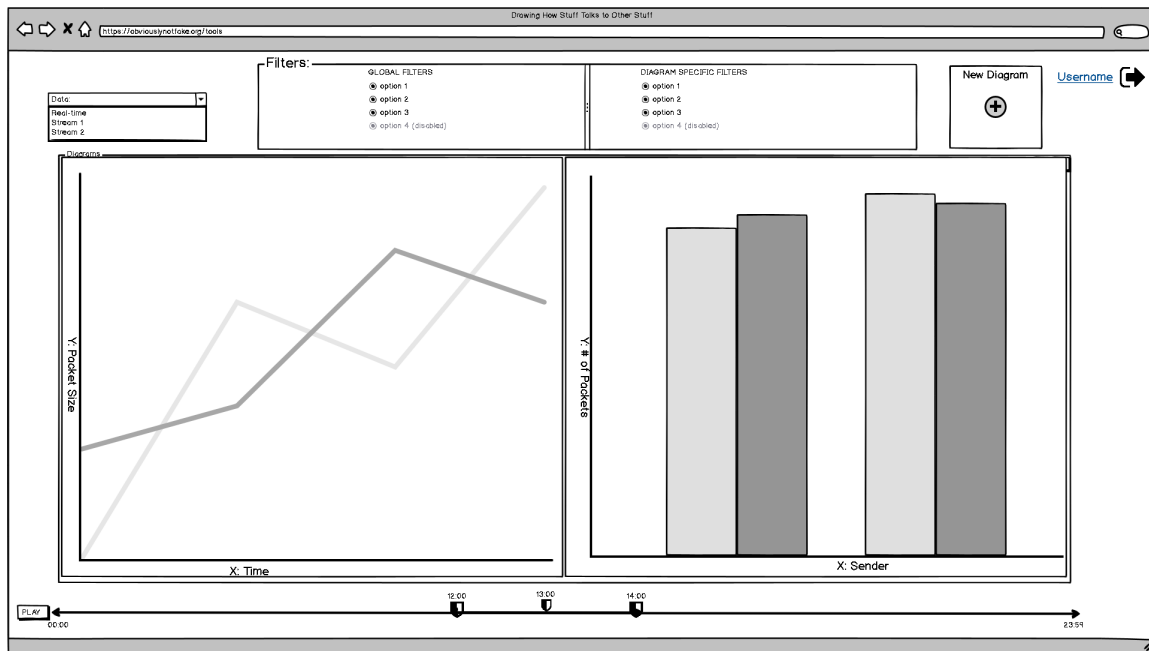 Drawing How Stuff Talks to Other Stuff
https://obviouslynotfake.org/tools
Filters:
GLOBAL FILTERS
option 1
option 2
option 3
option 4 (disabled)
DIAGRAM SPECIFIC FILTERS
option 1
option 2
option 3
option 4 (disabled)
New Diagram
Username
Data:
Real-time
Stream 1
Stream 2
Diagrams
Y: Packet Size
X: Time
Y: # of Packets
X: Sender
PLAY
00:00
12:00
13:00
14:00
23:59